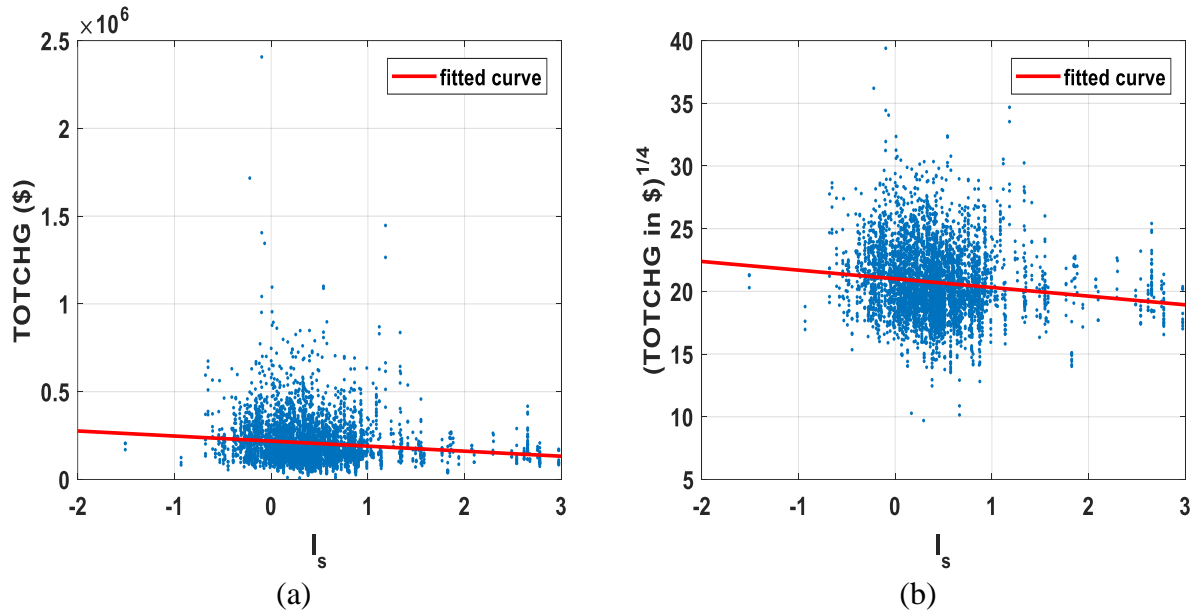 ×10^6
2.5
2
1.5
1
0.5
0
-2 -1 0 1 2 3
TOTCHG ($)
I_s
fitted curve
(a)
40
35
30
25
20
15
10
5
-2 -1 0 1 2 3
(TOTCHG in $)^1/4
I_s
fitted curve
(b)